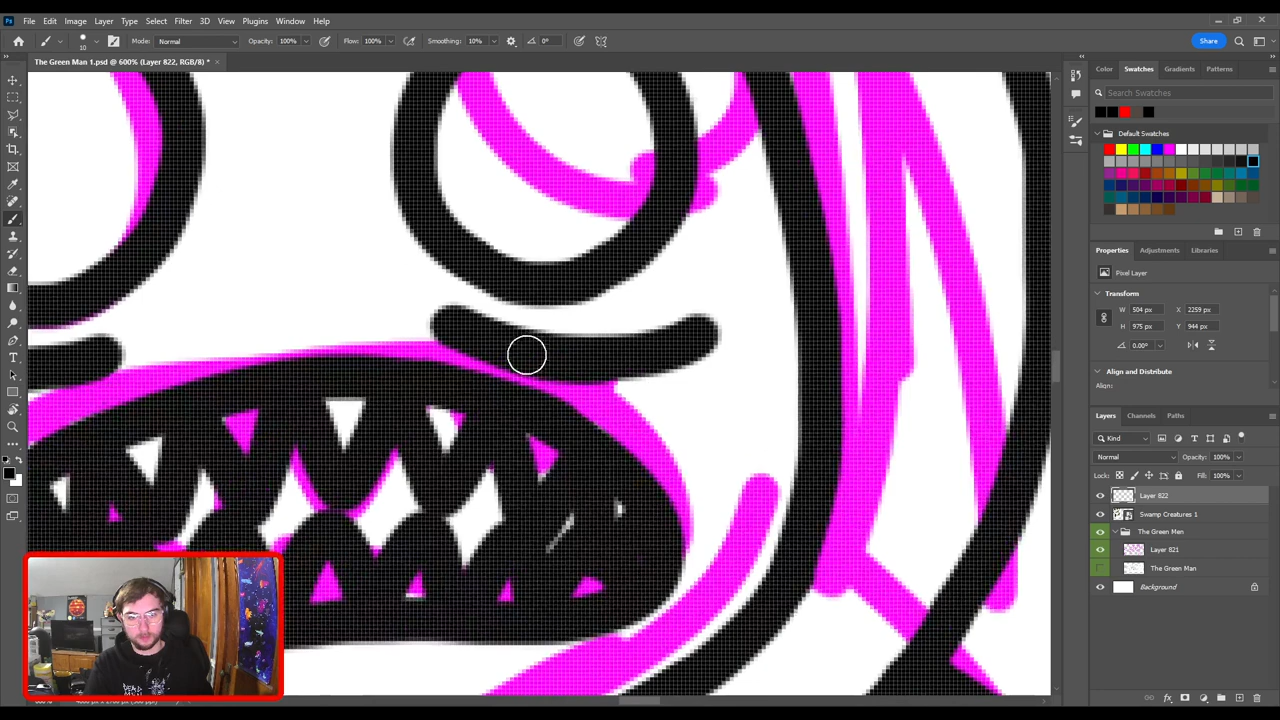 Ps File Edit Image Layer Type Select Filter 3D View Plugins Window Help
10 Mode: Normal Opacity: 100% Flow: 100% Smoothing: 10% 0° Share
The Green Man 1.psd @ 600% (Layer 822, RGB/8) *
Color Swatches Gradients Patterns
Search Swatches
Default Swatches
Properties Adjustments Libraries
Pixel Layer
Transform
W 504 px X 2259 px
H 975 px Y 944 px
0.00°
Align and Distribute
Align:
Layers Channels Paths
Kind
Normal Opacity: 100%
Lock: Fill: 100%
Layer 822
Swamp Creatures 1
The Green Men
Layer 821
The Green Man
Background